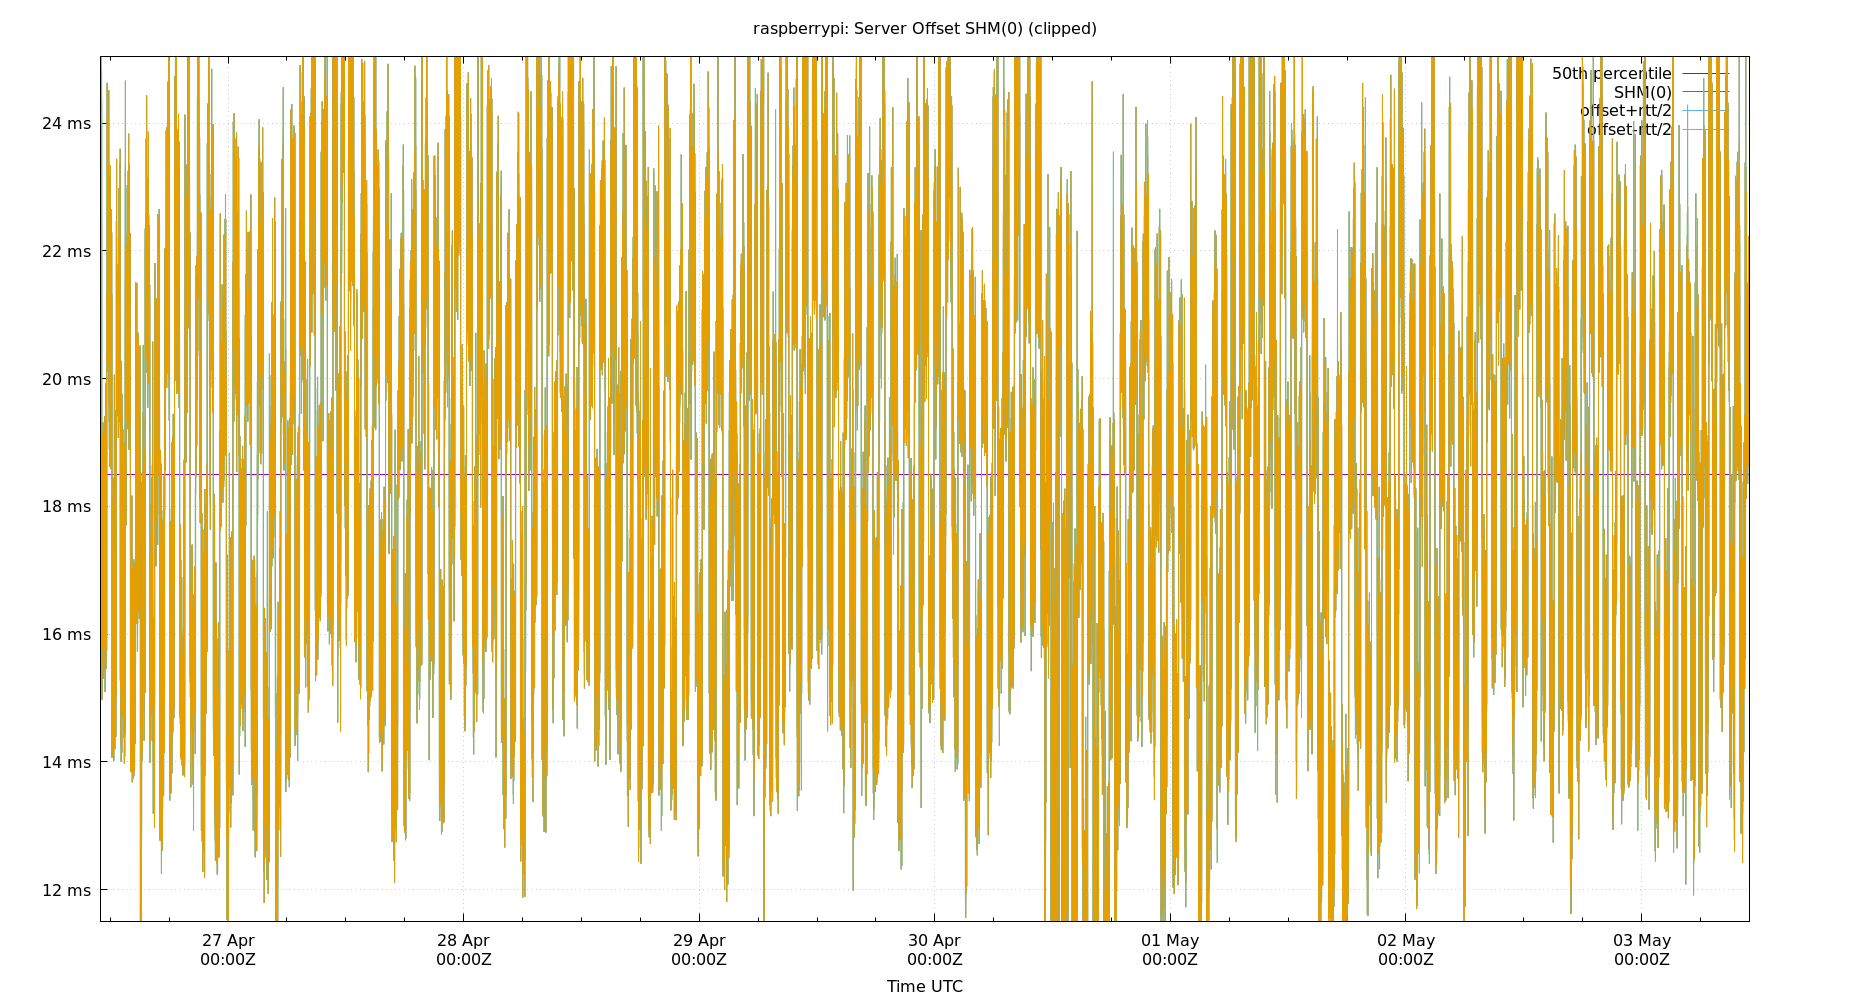 raspberrypi: Server Offset SHM(0) (clipped)
50th percentile
SHM(0)
offset+rtt/2
offset-rtt/2
24 ms
22 ms
20 ms
18 ms
16 ms
14 ms
12 ms
27 Apr 28 Apr 29 Apr 30 Apr 01 May 02 May 03 May
00:00Z 00:00Z 00:00Z 00:00Z 00:00Z 00:00Z 00:00Z
Time UTC